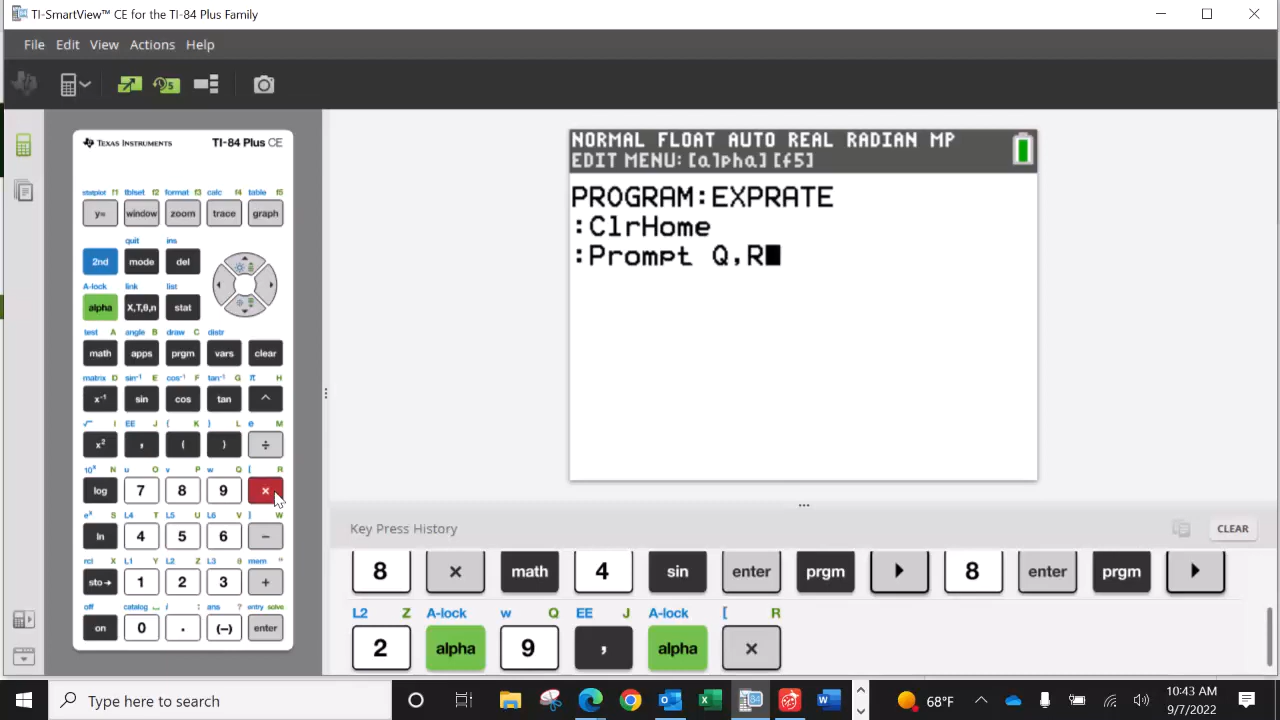 TI-SmartView™ CE for the TI-84 Plus Family
File Edit View Actions Help
TEXAS INSTRUMENTS TI-84 Plus CE
statplot f1 tblset f2 format f3 calc f4 table f5
y= window zoom trace graph
quit ins
2nd mode del
A-lock link list
alpha X,T,θ,n stat
test A angle B draw C distr
math apps prgm vars clear
matrix D sin⁻¹ E cos⁻¹ F tan⁻¹ G π H
x⁻¹ sin cos tan ^
√ I EE J { K } L e M
x² , ( ) ÷
10ˣ N u O v P w Q [ R
log 7 8 9 ×
eˣ S L4 T L5 U L6 V ] W
ln 4 5 6 −
rcl X L1 Y L2 Z L3 θ mem "
sto→ 1 2 3 +
off catalog ⎵ i : ans ? entry solve
on 0 . (−) enter
NORMAL FLOAT AUTO REAL RADIAN MP
EDIT MENU: [alpha] [f5]
PROGRAM:EXPRATE
:ClrHome
:Prompt Q,R
Key Press History CLEAR
8 × math 4 sin enter prgm 8 enter prgm
L2 Z A-lock w Q EE J A-lock [ R
2 alpha 9 , alpha ×
Type here to search
68°F
10:43 AM
9/7/2022